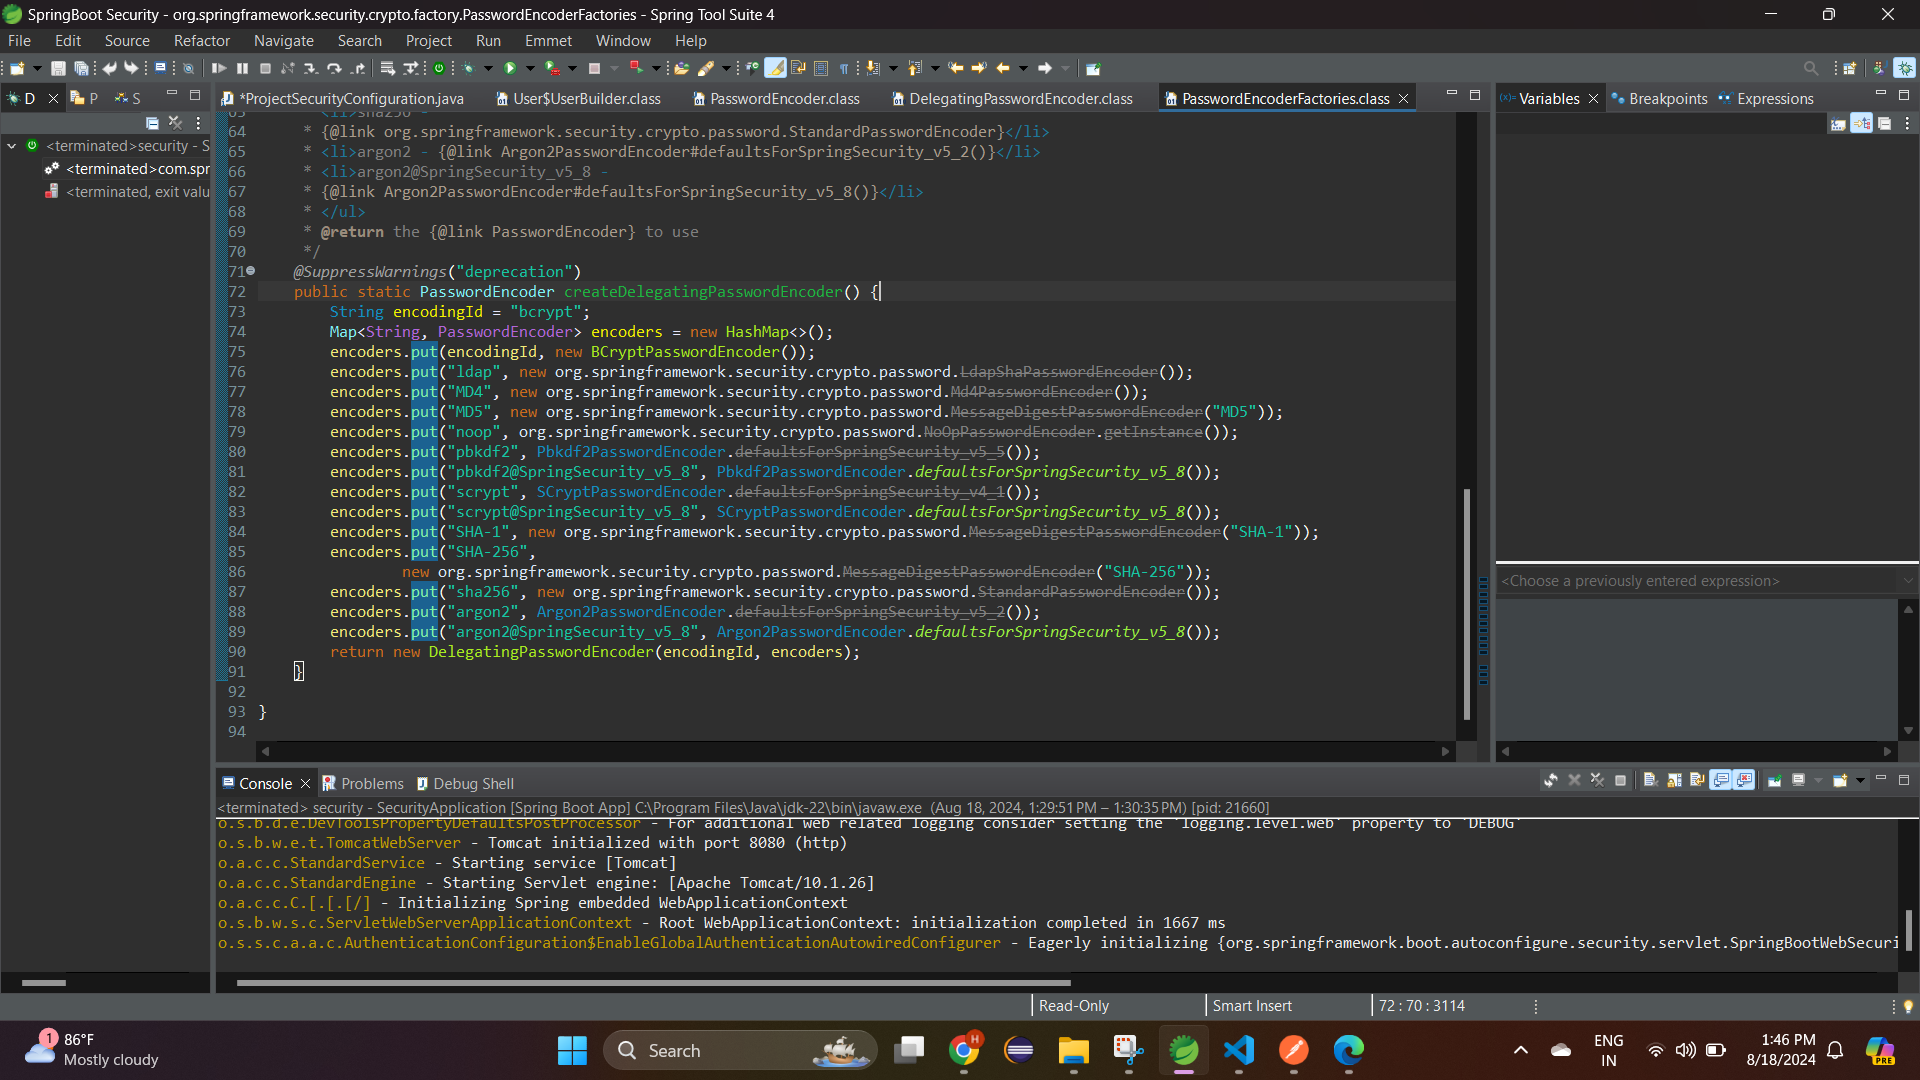 SpringBoot Security - org.springframework.security.crypto.factory.PasswordEncoderFactories - Spring Tool Suite 4
File Edit Source Refactor Navigate Search Project Run Emmet Window Help
D P S
*ProjectSecurityConfiguration.java User$UserBuilder.class PasswordEncoder.class DelegatingPasswordEncoder.class PasswordEncoderFactories.class
Variables Breakpoints Expressions
<terminated>security - S
<terminated>com.spr
<terminated, exit valu
63 * <li>sha256 -
64 * {@link org.springframework.security.crypto.password.StandardPasswordEncoder}</li>
65 * <li>argon2 - {@link Argon2PasswordEncoder#defaultsForSpringSecurity_v5_2()}</li>
66 * <li>argon2@SpringSecurity_v5_8 -
67 * {@link Argon2PasswordEncoder#defaultsForSpringSecurity_v5_8()}</li>
68 * </ul>
69 * @return the {@link PasswordEncoder} to use
70 */
71 @SuppressWarnings("deprecation")
72 public static PasswordEncoder createDelegatingPasswordEncoder() {
73 String encodingId = "bcrypt";
74 Map<String, PasswordEncoder> encoders = new HashMap<>();
75 encoders.put(encodingId, new BCryptPasswordEncoder());
76 encoders.put("ldap", new org.springframework.security.crypto.password.LdapShaPasswordEncoder());
77 encoders.put("MD4", new org.springframework.security.crypto.password.Md4PasswordEncoder());
78 encoders.put("MD5", new org.springframework.security.crypto.password.MessageDigestPasswordEncoder("MD5"));
79 encoders.put("noop", org.springframework.security.crypto.password.NoOpPasswordEncoder.getInstance());
80 encoders.put("pbkdf2", Pbkdf2PasswordEncoder.defaultsForSpringSecurity_v5_5());
81 encoders.put("pbkdf2@SpringSecurity_v5_8", Pbkdf2PasswordEncoder.defaultsForSpringSecurity_v5_8());
82 encoders.put("scrypt", SCryptPasswordEncoder.defaultsForSpringSecurity_v4_1());
83 encoders.put("scrypt@SpringSecurity_v5_8", SCryptPasswordEncoder.defaultsForSpringSecurity_v5_8());
84 encoders.put("SHA-1", new org.springframework.security.crypto.password.MessageDigestPasswordEncoder("SHA-1"));
85 encoders.put("SHA-256",
86 new org.springframework.security.crypto.password.MessageDigestPasswordEncoder("SHA-256"));
87 encoders.put("sha256", new org.springframework.security.crypto.password.StandardPasswordEncoder());
88 encoders.put("argon2", Argon2PasswordEncoder.defaultsForSpringSecurity_v5_2());
89 encoders.put("argon2@SpringSecurity_v5_8", Argon2PasswordEncoder.defaultsForSpringSecurity_v5_8());
90 return new DelegatingPasswordEncoder(encodingId, encoders);
91 }
92
93 }
94
<Choose a previously entered expression>
Console Problems Debug Shell
<terminated> security - SecurityApplication [Spring Boot App] C:\Program Files\Java\jdk-22\bin\javaw.exe (Aug 18, 2024, 1:29:51 PM – 1:30:35 PM) [pid: 21660]
o.s.b.d.e.DevToolsPropertyDefaultsPostProcessor - For additional web related logging consider setting the 'logging.level.web' property to 'DEBUG'
o.s.b.w.e.t.TomcatWebServer - Tomcat initialized with port 8080 (http)
o.a.c.c.StandardService - Starting service [Tomcat]
o.a.c.c.StandardEngine - Starting Servlet engine: [Apache Tomcat/10.1.26]
o.a.c.c.C.[.[.[/] - Initializing Spring embedded WebApplicationContext
o.s.b.w.s.c.ServletWebServerApplicationContext - Root WebApplicationContext: initialization completed in 1667 ms
o.s.s.c.a.a.c.AuthenticationConfiguration$EnableGlobalAuthenticationAutowiredConfigurer - Eagerly initializing {org.springframework.boot.autoconfigure.security.servlet.SpringBootWebSecuri
Read-Only Smart Insert 72 : 70 : 3114
1
86°F
Mostly cloudy
Search
H
ENG
IN
1:46 PM
8/18/2024
PRE